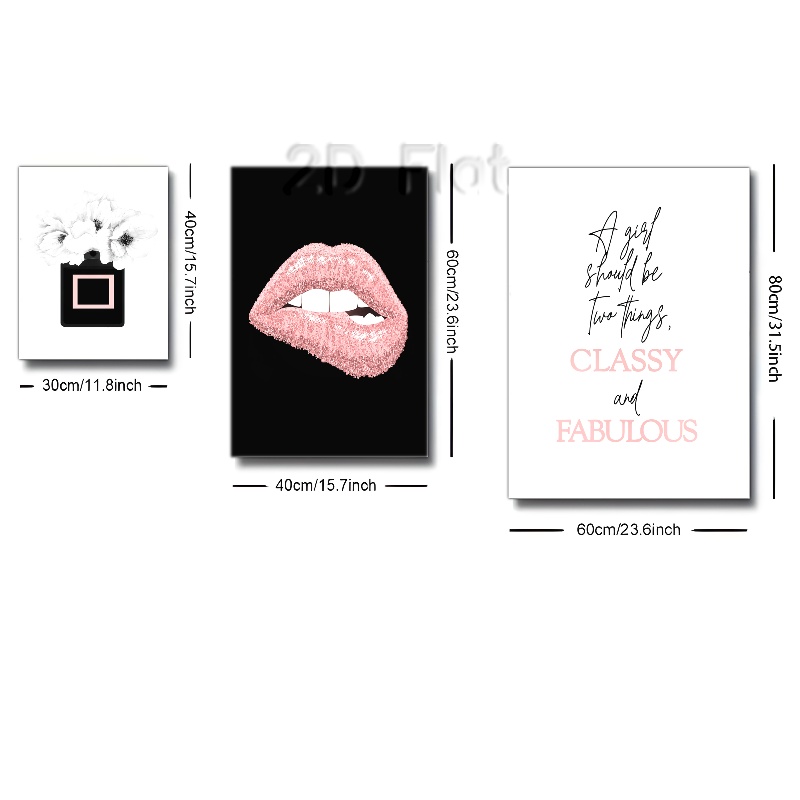 2D Flat
40cm/15.7inch
30cm/11.8inch
60cm/23.6inch
40cm/15.7inch
A girl
should be
two things,
CLASSY
and
FABULOUS
80cm/31.5inch
60cm/23.6inch